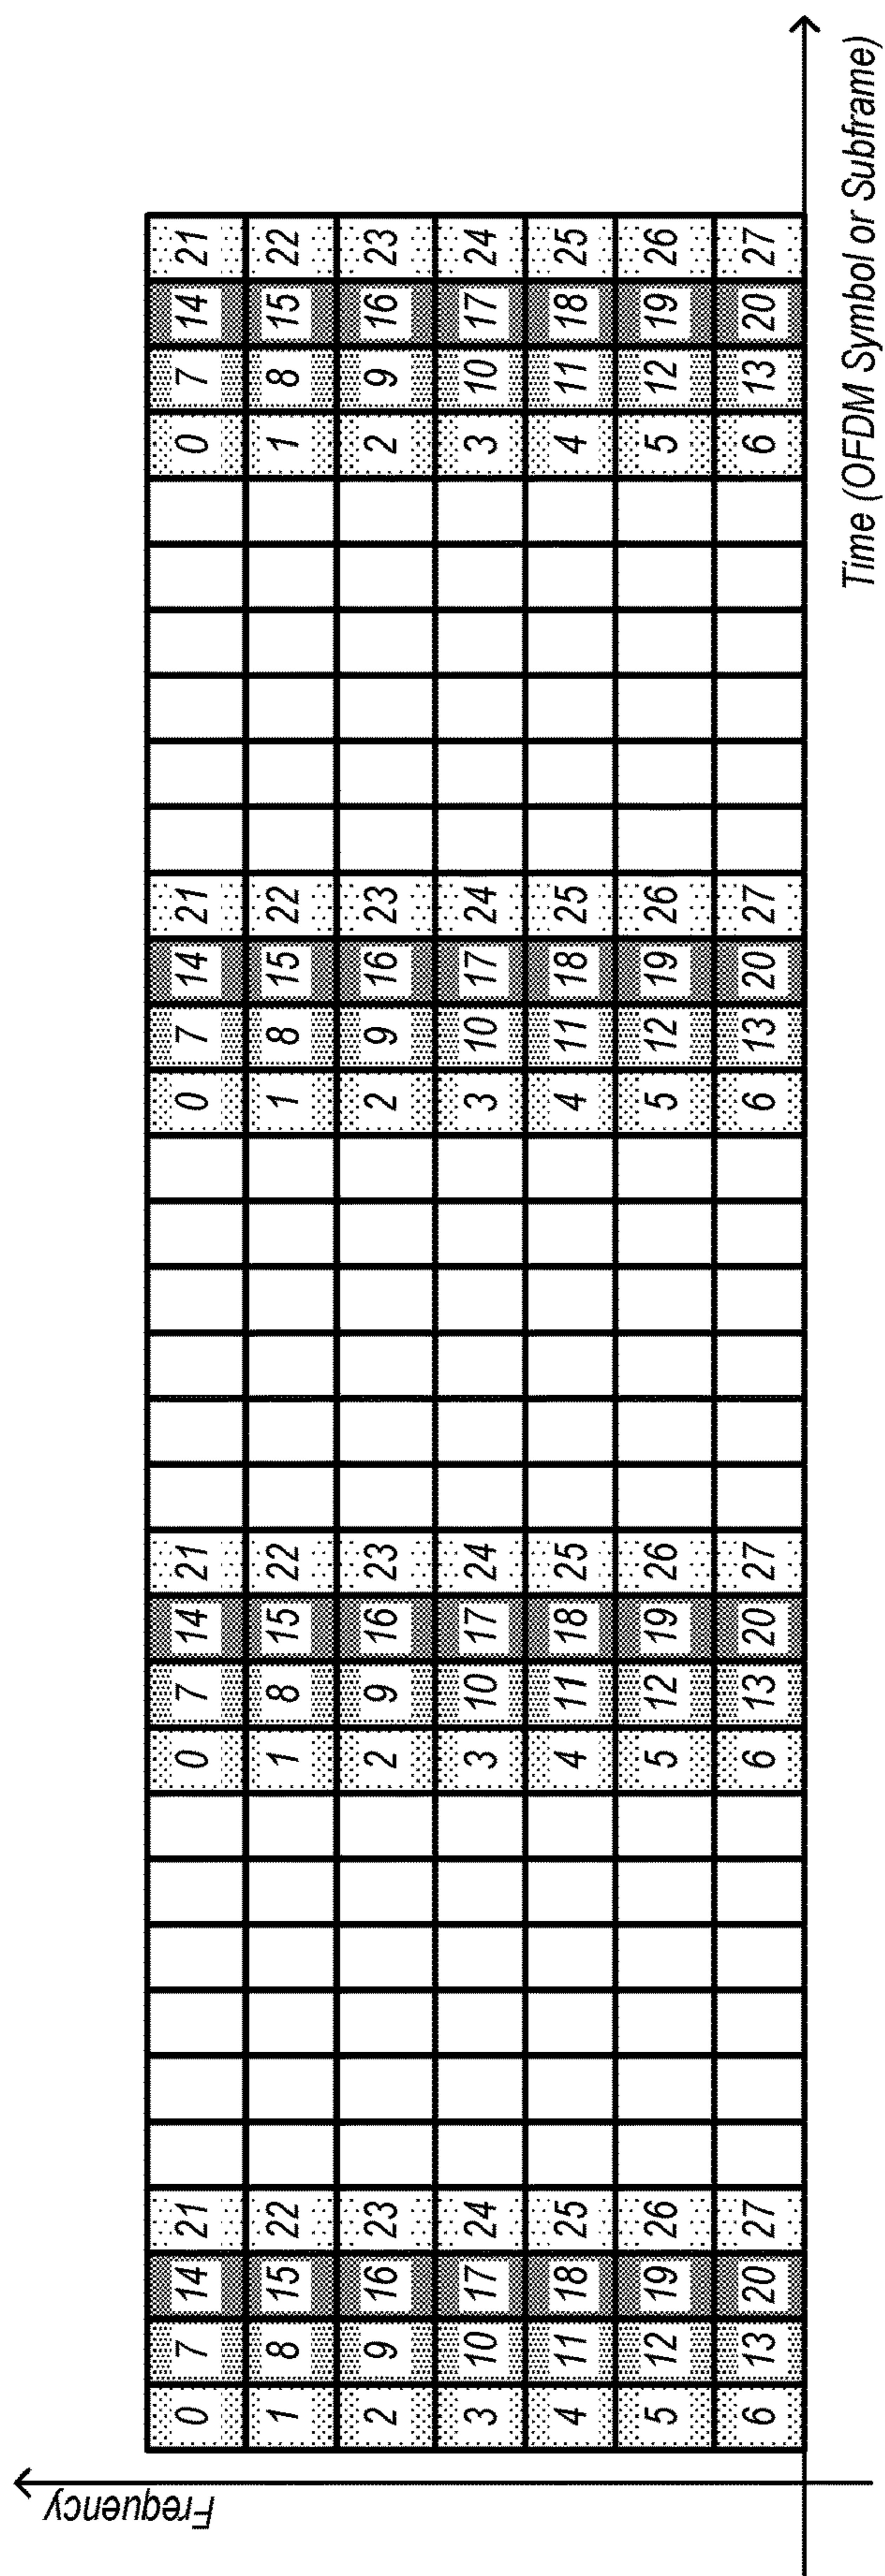 Frequency
0 7 14 21 0 7 14 21 0 7 14 21 0 7 14 21
1 8 15 22 1 8 15 22 1 8 15 22 1 8 15 22
2 9 16 23 2 9 16 23 2 9 16 23 2 9 16 23
3 10 17 24 3 10 17 24 3 10 17 24 3 10 17 24
4 11 18 25 4 11 18 25 4 11 18 25 4 11 18 25
5 12 19 26 5 12 19 26 5 12 19 26 5 12 19 26
6 13 20 27 6 13 20 27 6 13 20 27 6 13 20 27
Time (OFDM Symbol or Subframe)